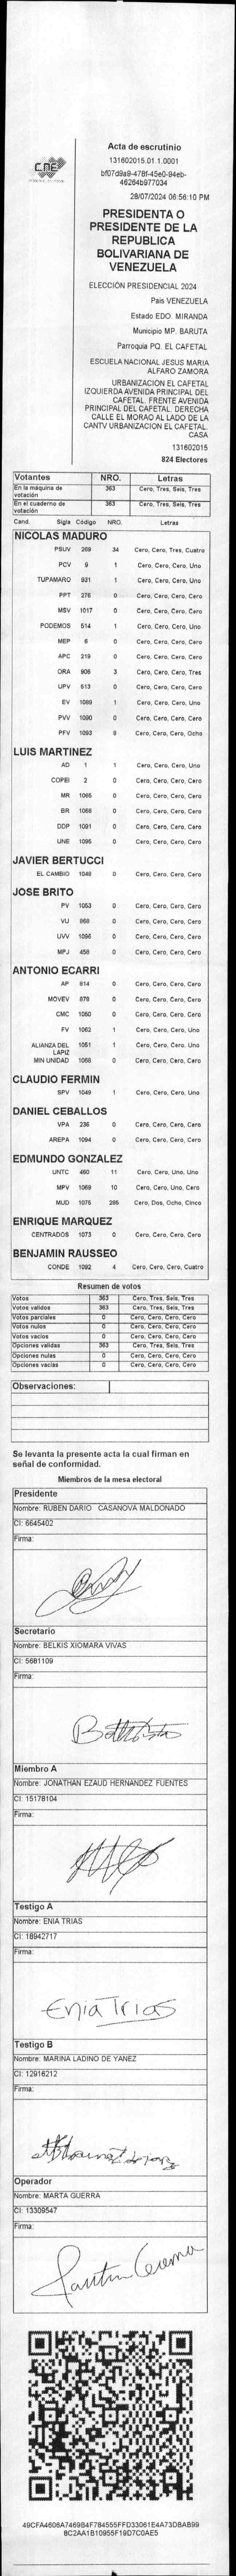 CNE
Acta de escrutinio
131602015.01.1.0001
bf07d9a9-478f-45e0-94eb-
46264b977034
28/07/2024 06:56:10 PM
PRESIDENTA O
PRESIDENTE DE LA
REPUBLICA
BOLIVARIANA DE
VENEZUELA
ELECCIÓN PRESIDENCIAL 2024
Pais VENEZUELA
Estado EDO. MIRANDA
Municipio MP. BARUTA
Parroquia PQ. EL CAFETAL
ESCUELA NACIONAL JESUS MARIA
ALFARO ZAMORA
URBANIZACION EL CAFETAL
IZQUIERDA AVENIDA PRINCIPAL DEL
CAFETAL. FRENTE AVENIDA
PRINCIPAL DEL CAFETAL. DERECHA
CALLE EL MORAO AL LADO DE LA
CANTV URBANIZACION EL CAFETAL.
CASA
131602015
824 Electores
Votantes NRO. Letras
En la máquina de votación 363 Cero, Tres, Seis, Tres
En el cuaderno de votación 363 Cero, Tres, Seis, Tres
Cand. Sigla Código NRO. Letras
NICOLAS MADURO
PSUV 269 34 Cero, Cero, Tres, Cuatro
PCV 9 1 Cero, Cero, Cero, Uno
TUPAMARO 931 1 Cero, Cero, Cero, Uno
PPT 276 0 Cero, Cero, Cero, Cero
MSV 1017 0 Cero, Cero, Cero, Cero
PODEMOS 514 1 Cero, Cero, Cero, Uno
MEP 6 0 Cero, Cero, Cero, Cero
APC 219 0 Cero, Cero, Cero, Cero
ORA 906 3 Cero, Cero, Cero, Tres
UPV 513 0 Cero, Cero, Cero, Cero
EV 1089 1 Cero, Cero, Cero, Uno
PVV 1090 0 Cero, Cero, Cero, Cero
PFV 1093 8 Cero, Cero, Cero, Ocho
LUIS MARTINEZ
AD 1 1 Cero, Cero, Cero, Uno
COPEI 2 0 Cero, Cero, Cero, Cero
MR 1065 0 Cero, Cero, Cero, Cero
BR 1068 0 Cero, Cero, Cero, Cero
DDP 1091 0 Cero, Cero, Cero, Cero
UNE 1095 0 Cero, Cero, Cero, Cero
JAVIER BERTUCCI
EL CAMBIO 1048 0 Cero, Cero, Cero, Cero
JOSE BRITO
PV 1053 0 Cero, Cero, Cero, Cero
VU 868 0 Cero, Cero, Cero, Cero
UVV 1096 0 Cero, Cero, Cero, Cero
MPJ 458 0 Cero, Cero, Cero, Cero
ANTONIO ECARRI
AP 814 0 Cero, Cero, Cero, Cero
MOVEV 879 0 Cero, Cero, Cero, Cero
CMC 1050 0 Cero, Cero, Cero, Cero
FV 1062 1 Cero, Cero, Cero, Uno
ALIANZA DEL LAPIZ 1051 1 Cero, Cero, Cero, Uno
MIN UNIDAD 1058 0 Cero, Cero, Cero, Cero
CLAUDIO FERMIN
SPV 1049 1 Cero, Cero, Cero, Uno
DANIEL CEBALLOS
VPA 236 0 Cero, Cero, Cero, Cero
AREPA 1094 0 Cero, Cero, Cero, Cero
EDMUNDO GONZALEZ
UNTC 460 11 Cero, Cero, Uno, Uno
MPV 1069 10 Cero, Cero, Uno, Cero
MUD 1075 285 Cero, Dos, Ocho, Cinco
ENRIQUE MARQUEZ
CENTRADOS 1073 0 Cero, Cero, Cero, Cero
BENJAMIN RAUSSEO
CONDE 1092 4 Cero, Cero, Cero, Cuatro
Resumen de votos
Votos 363 Cero, Tres, Seis, Tres
Votos validos 363 Cero, Tres, Seis, Tres
Votos parciales 0 Cero, Cero, Cero, Cero
Votos nulos 0 Cero, Cero, Cero, Cero
Votos vacios 0 Cero, Cero, Cero, Cero
Opciones validas 363 Cero, Tres, Seis, Tres
Opciones nulas 0 Cero, Cero, Cero, Cero
Opciones vacias 0 Cero, Cero, Cero, Cero
Observaciones:
Se levanta la presente acta la cual firman en
señal de conformidad.
Miembros de la mesa electoral
Presidente
Nombre: RUBEN DARIO CASANOVA MALDONADO
CI: 6645402
Firma:
Secretario
Nombre: BELKIS XIOMARA VIVAS
CI: 5681109
Firma:
Miembro A
Nombre: JONATHAN EZAUD HERNANDEZ FUENTES
CI: 15178104
Firma:
Testigo A
Nombre: ENIA TRIAS
CI: 18942717
Firma:
Enia Trias
Testigo B
Nombre: MARINA LADINO DE YANEZ
CI: 12916212
Firma:
Operador
Nombre: MARTA GUERRA
CI: 13309547
Firma:
49CFA4606A7469B4F784555FFD33061E4A73DBAB99
8C2AA1B10955F19D7C0AE5